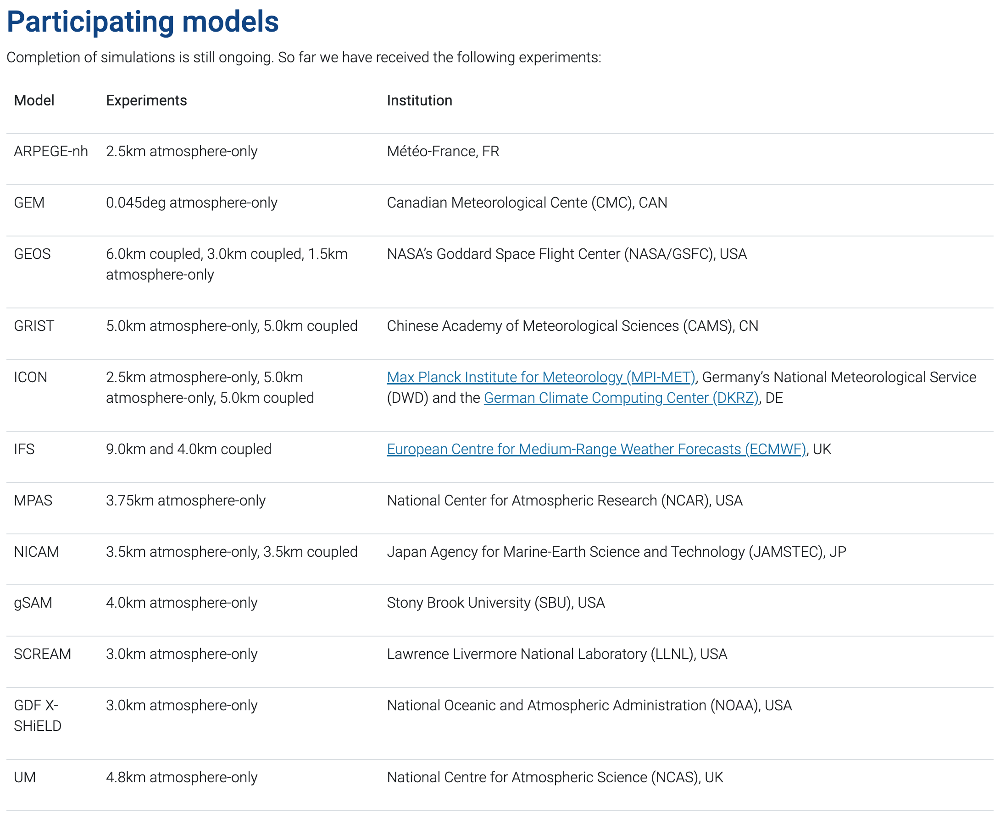 Participating models
Completion of simulations is still ongoing. So far we have received the following experiments:
Model Experiments Institution
ARPEGE-nh 2.5km atmosphere-only Météo-France, FR
GEM 0.045deg atmosphere-only Canadian Meteorological Cente (CMC), CAN
GEOS 6.0km coupled, 3.0km coupled, 1.5km NASA’s Goddard Space Flight Center (NASA/GSFC), USA
atmosphere-only
GRIST 5.0km atmosphere-only, 5.0km coupled Chinese Academy of Meteorological Sciences (CAMS), CN
ICON 2.5km atmosphere-only, 5.0km Max Planck Institute for Meteorology (MPI-MET), Germany’s National Meteorological Service
atmosphere-only, 5.0km coupled (DWD) and the German Climate Computing Center (DKRZ), DE
IFS 9.0km and 4.0km coupled European Centre for Medium-Range Weather Forecasts (ECMWF), UK
MPAS 3.75km atmosphere-only National Center for Atmospheric Research (NCAR), USA
NICAM 3.5km atmosphere-only, 3.5km coupled Japan Agency for Marine-Earth Science and Technology (JAMSTEC), JP
gSAM 4.0km atmosphere-only Stony Brook University (SBU), USA
SCREAM 3.0km atmosphere-only Lawrence Livermore National Laboratory (LLNL), USA
GDF X- 3.0km atmosphere-only National Oceanic and Atmospheric Administration (NOAA), USA
SHiELD
UM 4.8km atmosphere-only National Centre for Atmospheric Science (NCAS), UK